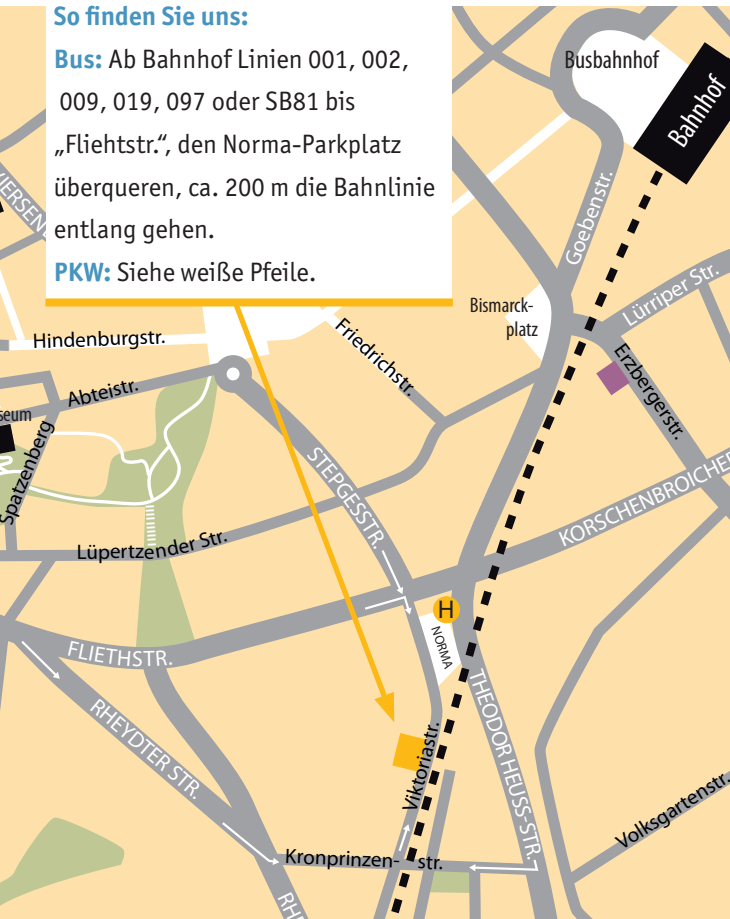 So finden Sie uns:
Bus: Ab Bahnhof Linien 001, 002,
009, 019, 097 oder SB81 bis
„Fliehtstr.“, den Norma-Parkplatz
überqueren, ca. 200 m die Bahnlinie
entlang gehen.
PKW: Siehe weiße Pfeile.
Busbahnhof
Bahnhof
VIERSENE
Goebenstr.
Lürriper Str.
Bismarck-
platz
Hindenburgstr.
Friedrichstr.
Erzbergerstr.
Abteistr.
seum
Spatzenberg
STEPGESSTR.
KORSCHENBROICHER
Lüpertzender Str.
H
NORMA
FLIETHSTR.
THEODOR HEUSS-STR.
RHEYDTER STR.
Viktoriastr.
Volksgartenstr.
Kronprinzen- str.
RHE